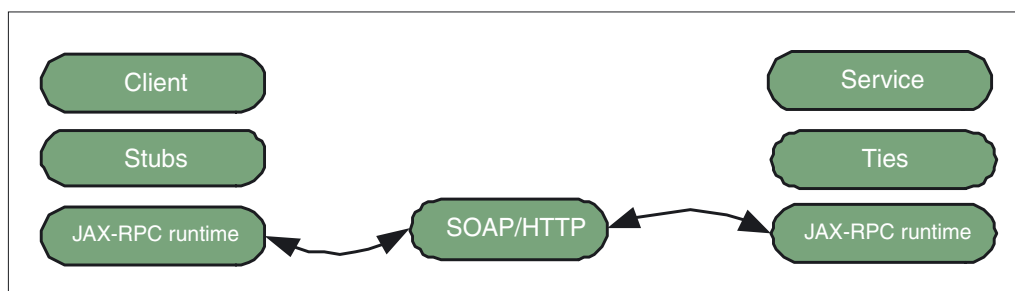 Client
Stubs
JAX-RPC runtime
SOAP/HTTP
Service
Ties
JAX-RPC runtime